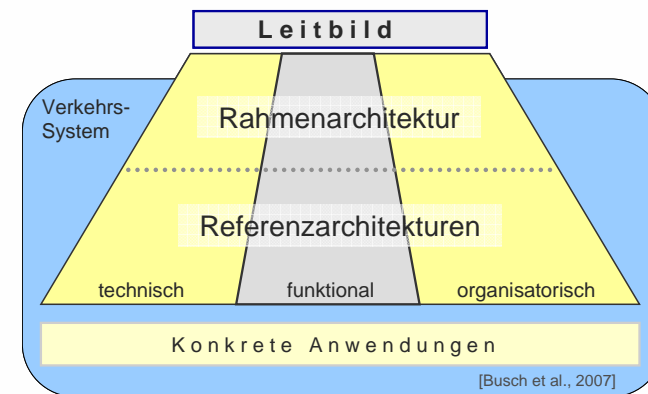 Leitbild
Verkehrs-
System
Rahmenarchitektur
Referenzarchitekturen
technisch funktional organisatorisch
Konkrete Anwendungen
[Busch et al., 2007]